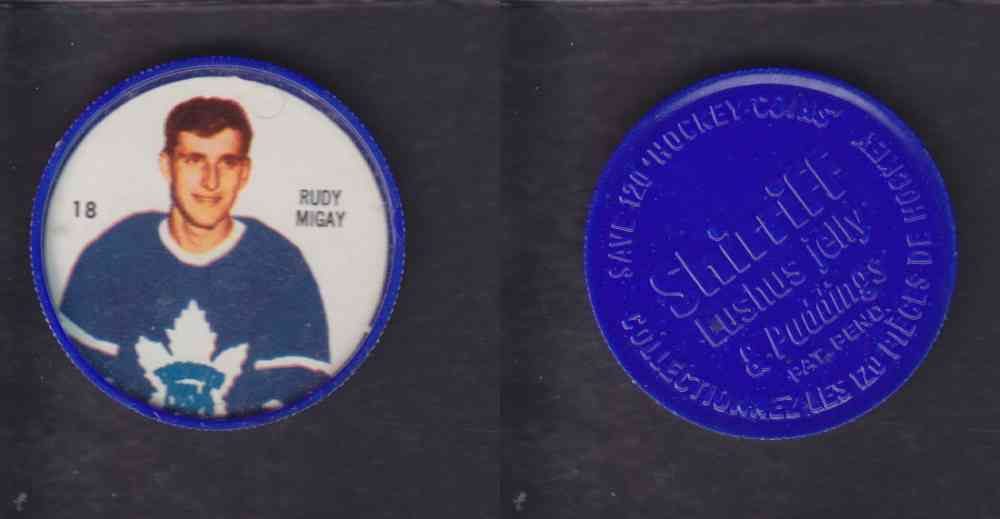 18
RUDY
MIGAY
SAVE 120 "HOCKEY-COINS"
Shirriff
Lushus jelly
& Puddings
PAT. PEND.
COLLECTIONNEZ LES 120 PIÈCES DE HOCKEY